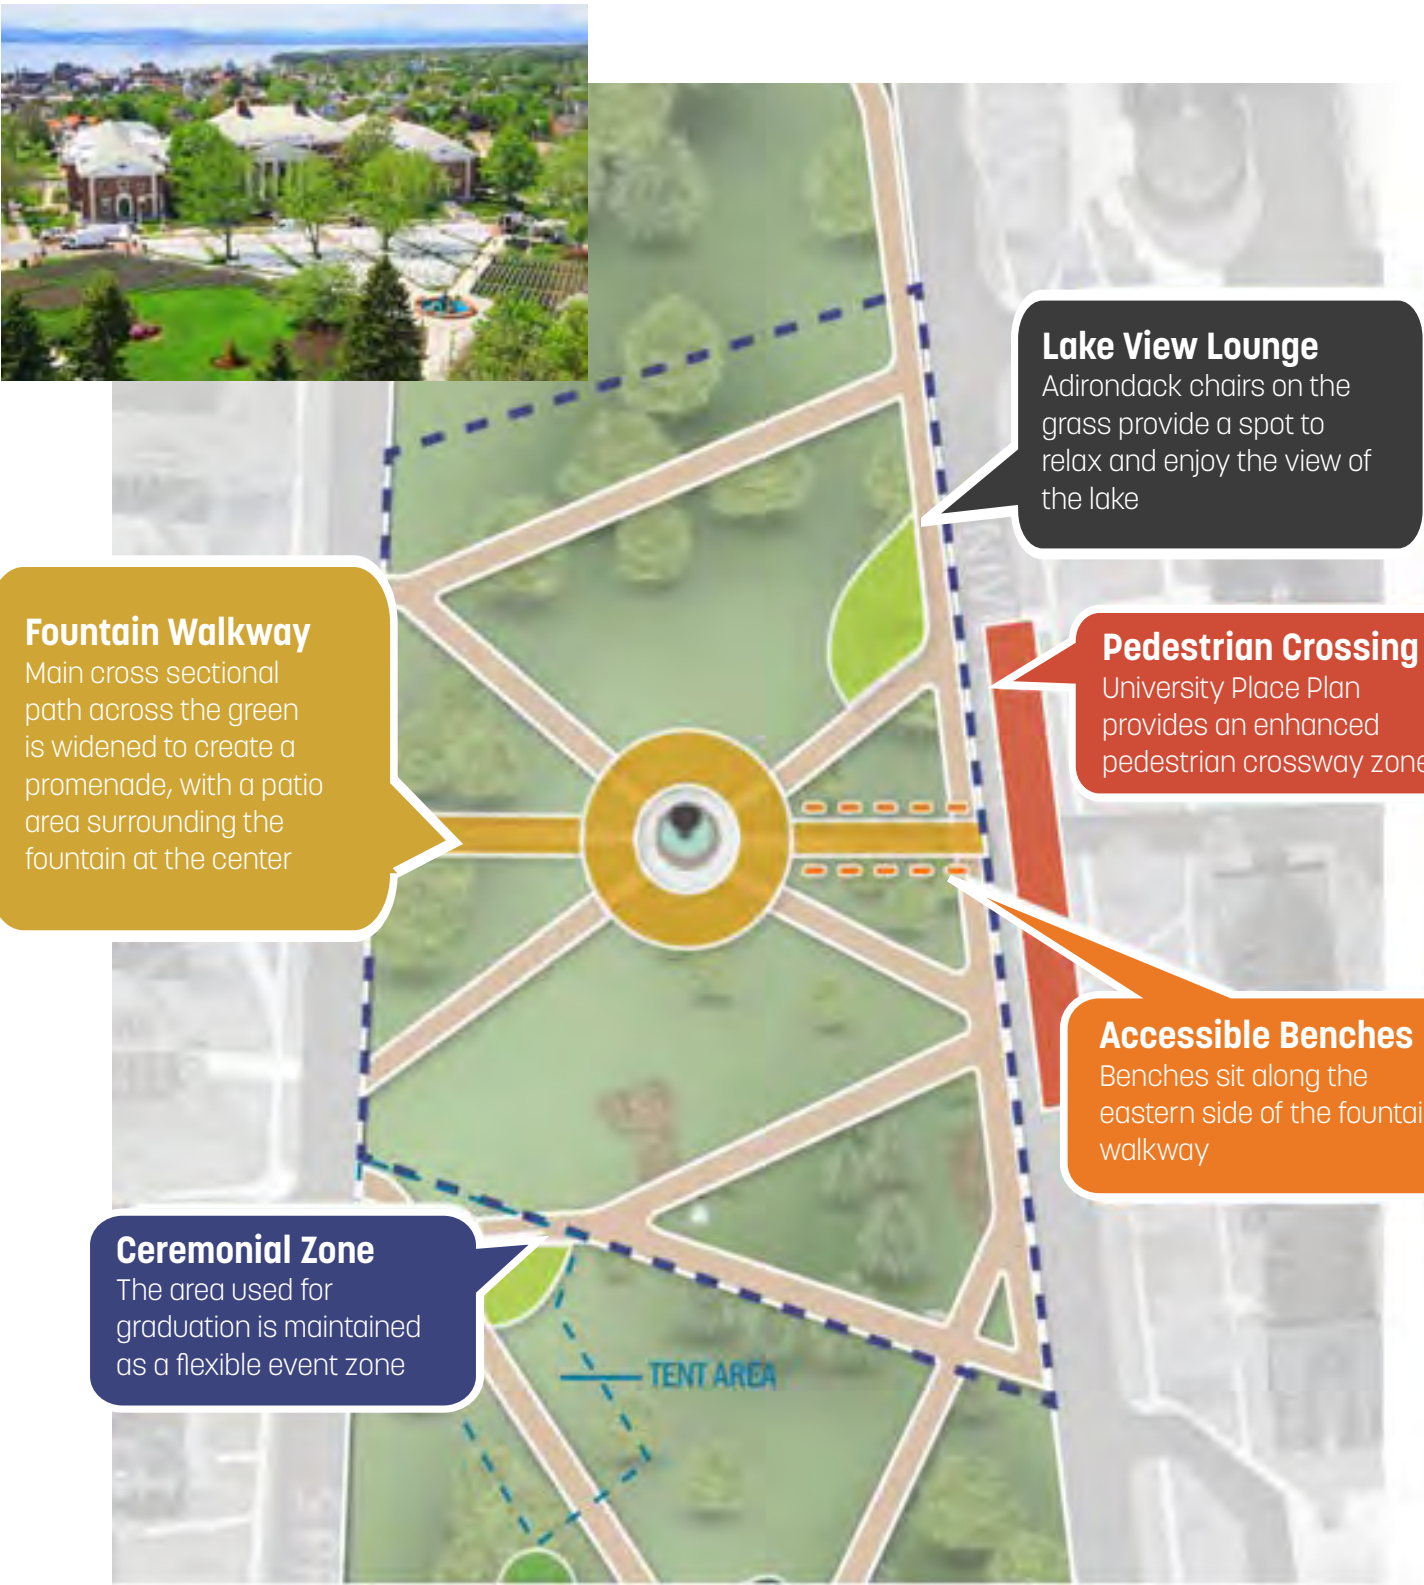 Lake View Lounge
Adirondack chairs on the
grass provide a spot to
relax and enjoy the view of
the lake
Fountain Walkway
Main cross sectional
path across the green
is widened to create a
promenade, with a patio
area surrounding the
fountain at the center
Pedestrian Crossing
University Place Plan
provides an enhanced
pedestrian crossway zone
Accessible Benches
Benches sit along the
eastern side of the fountai
walkway
Ceremonial Zone
The area used for
graduation is maintained
as a flexible event zone
TENT AREA